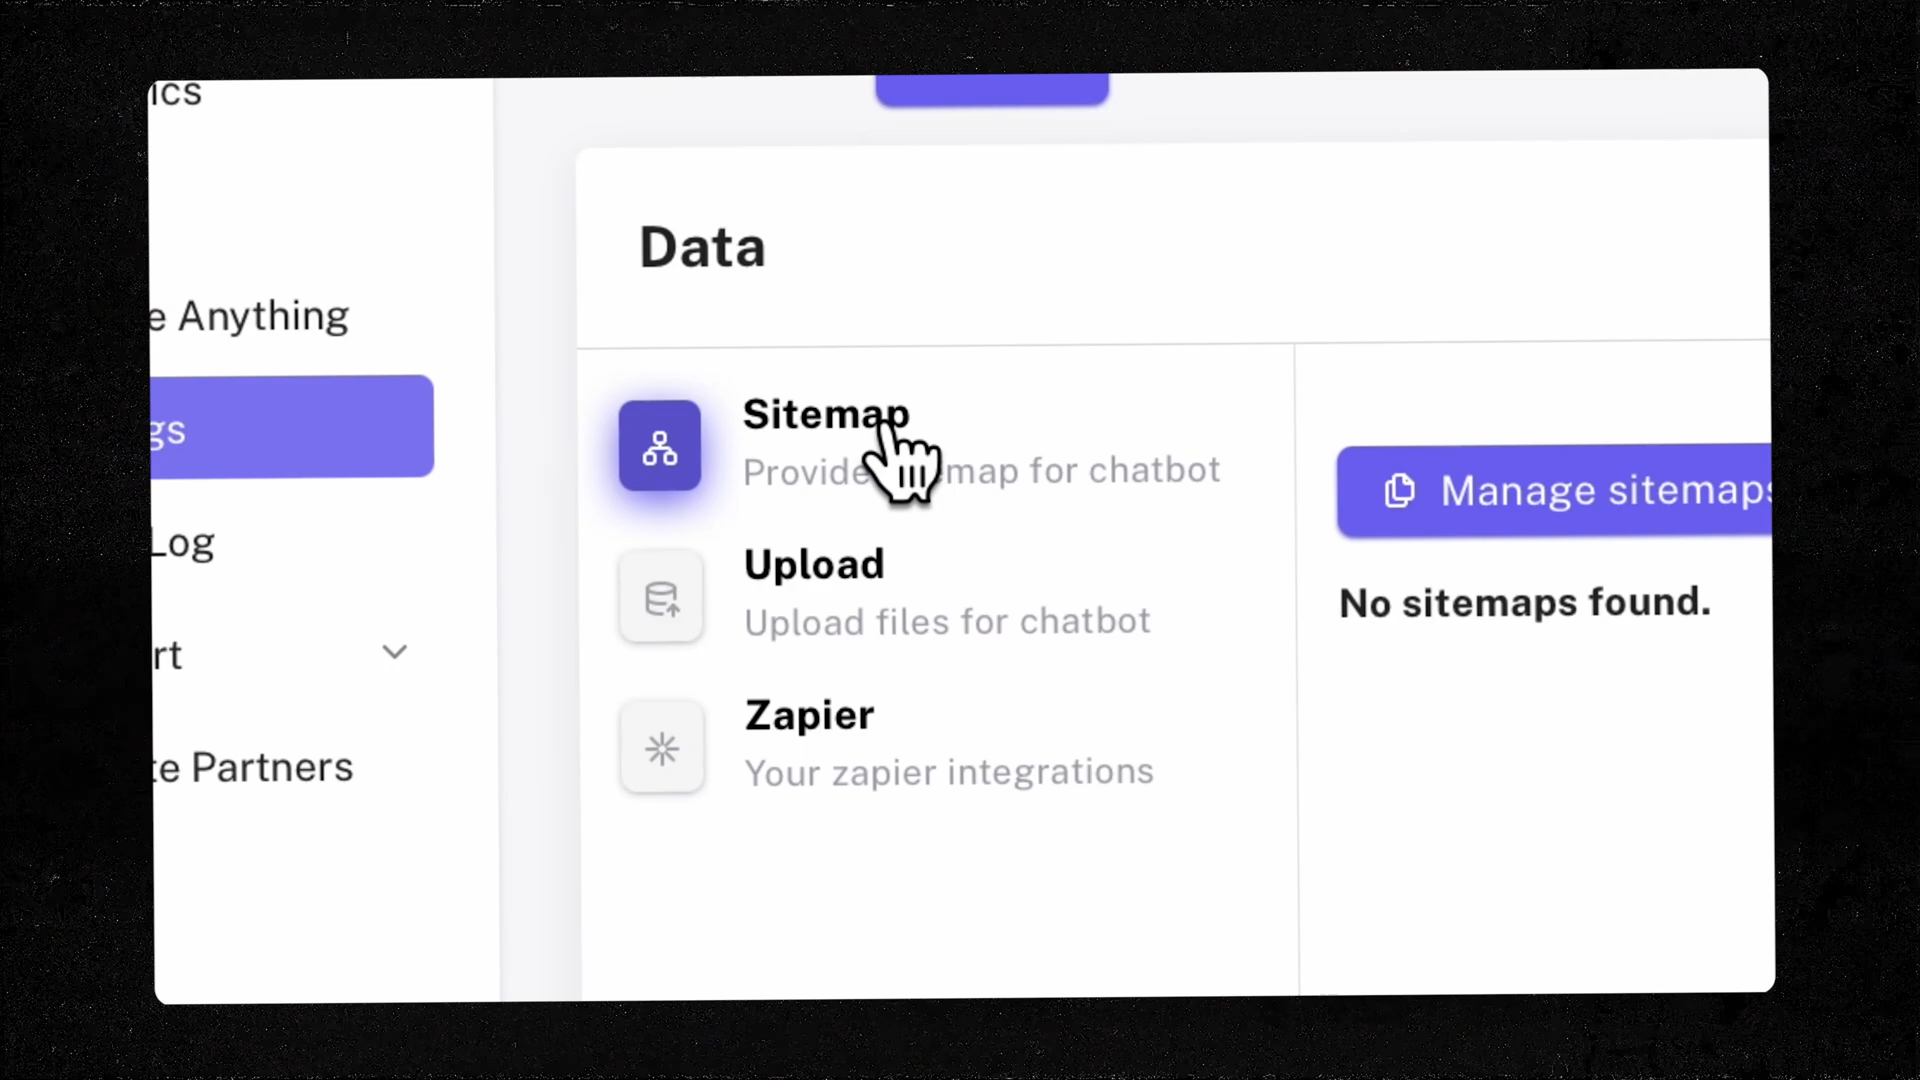 ics
e Anything
gs
Log
rt
te Partners
Data
Sitemap
Provide map for chatbot
Upload
Upload files for chatbot
Zapier
Your zapier integrations
Manage sitemaps
No sitemaps found.